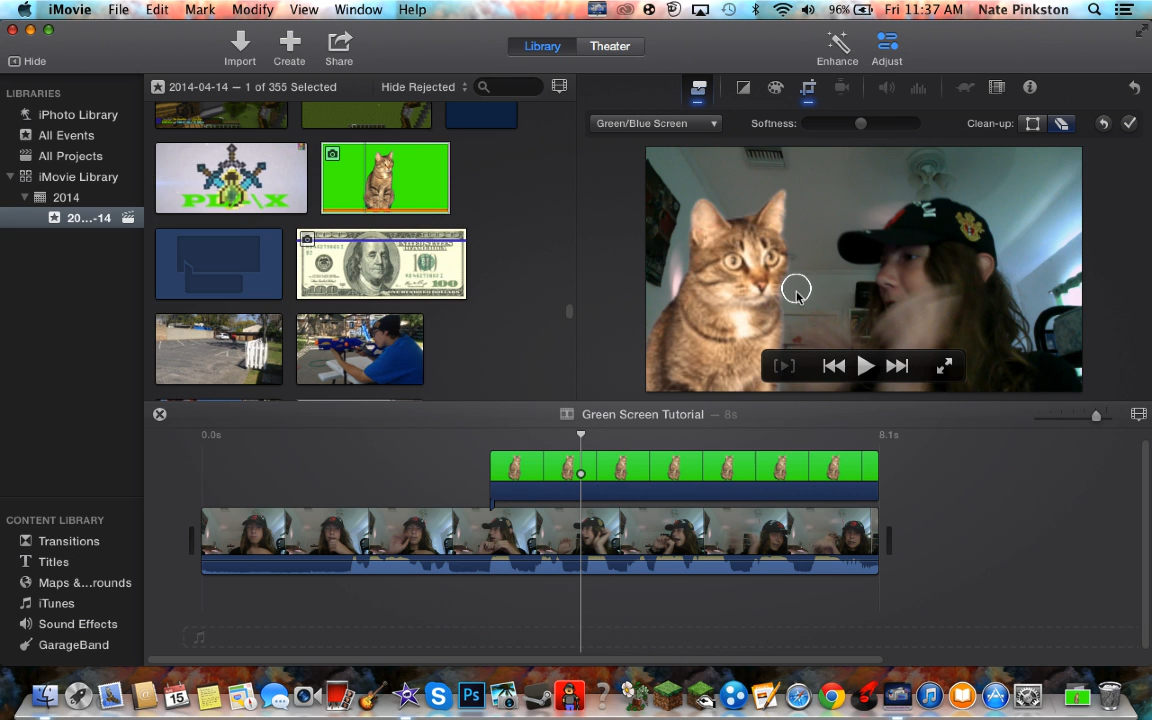 iMovie File Edit Mark Modify View Window Help 96% Fri 11:37 AM Nate Pinkston
Hide Import Create Share Library Theater Enhance Adjust
LIBRARIES
iPhoto Library
All Events
All Projects
iMovie Library
2014
20...-14
2014-04-14 — 1 of 355 Selected Hide Rejected
100
Green/Blue Screen Softness: Clean-up:
Green Screen Tutorial — 8s
0.0s 8.1s
CONTENT LIBRARY
Transitions
Titles
Maps &...rounds
iTunes
Sound Effects
GarageBand
15
Ps